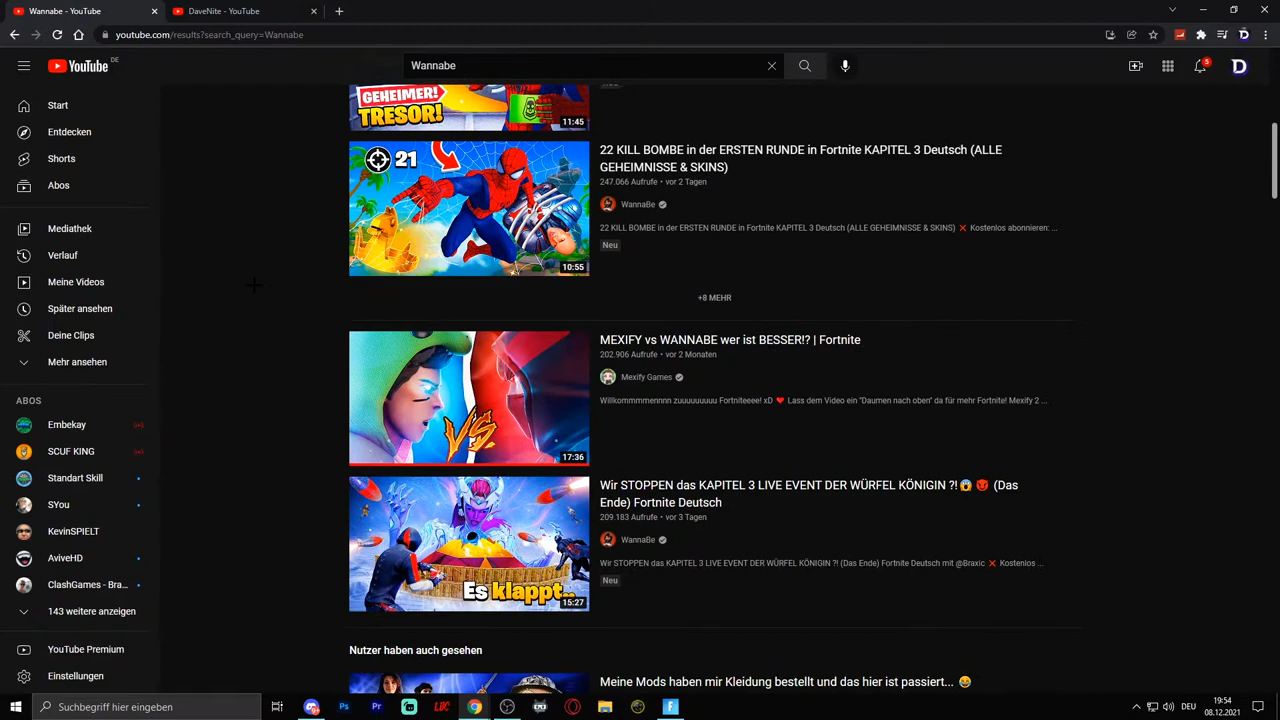 Wannabe - YouTube
DaveNite - YouTube
youtube.com/results?search_query=Wannabe
YouTube DE
Wannabe
5
D
Start
Entdecken
Shorts
Abos
Mediathek
Verlauf
Meine Videos
Später ansehen
Deine Clips
Mehr ansehen
ABOS
Embekay
SCUF KING
Standart Skill
SYou
KevinSPIELT
AviveHD
ClashGames - Bra...
143 weitere anzeigen
YouTube Premium
Einstellungen
GEHEIMER!
TRESOR!
11:45
21
10:55
22 KILL BOMBE in der ERSTEN RUNDE in Fortnite KAPITEL 3 Deutsch (ALLE
GEHEIMNISSE & SKINS)
247.066 Aufrufe • vor 2 Tagen
WannaBe
22 KILL BOMBE in der ERSTEN RUNDE in Fortnite KAPITEL 3 Deutsch (ALLE GEHEIMNISSE & SKINS) ❌ Kostenlos abonnieren: ...
Neu
+8 MEHR
VS.
17:36
MEXIFY vs WANNABE wer ist BESSER!? | Fortnite
202.906 Aufrufe • vor 2 Monaten
Mexify Games
Willkommmmennn zuuuuuuuuu Fortniteeee! xD ❤ Lass dem Video ein "Daumen nach oben" da für mehr Fortnite! Mexify 2 ...
Es klappt..
15:27
Wir STOPPEN das KAPITEL 3 LIVE EVENT DER WÜRFEL KÖNIGIN ?!😱 😈 (Das
Ende) Fortnite Deutsch
209.183 Aufrufe • vor 3 Tagen
WannaBe
Wir STOPPEN das KAPITEL 3 LIVE EVENT DER WÜRFEL KÖNIGIN ?! (Das Ende) Fortnite Deutsch mit @Braxic ❌ Kostenlos ...
Neu
Nutzer haben auch gesehen
Meine Mods haben mir Kleidung bestellt und das hier ist passiert... 😂
Suchbegriff hier eingeben
Ps
Pr
DEU
19:54
08.12.2021